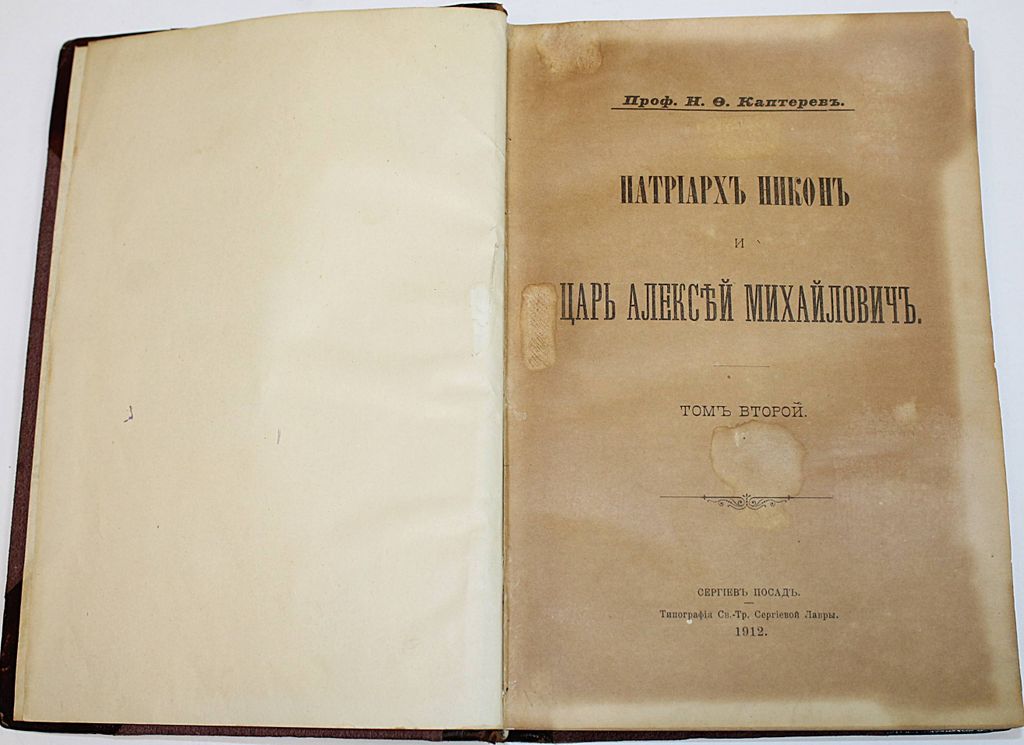 Проф. Н. Ѳ. Каптеревъ.
ПАТРІАРХЪ НИКОНЪ
И
ЦАРЬ АЛЕКСѢЙ МИХАЙЛОВИЧЪ.
ТОМЪ ВТОРОЙ.
СЕРГІЕВЪ ПОСАДЪ.
Типографія Св.-Тр. Сергіевой Лавры.
1912.